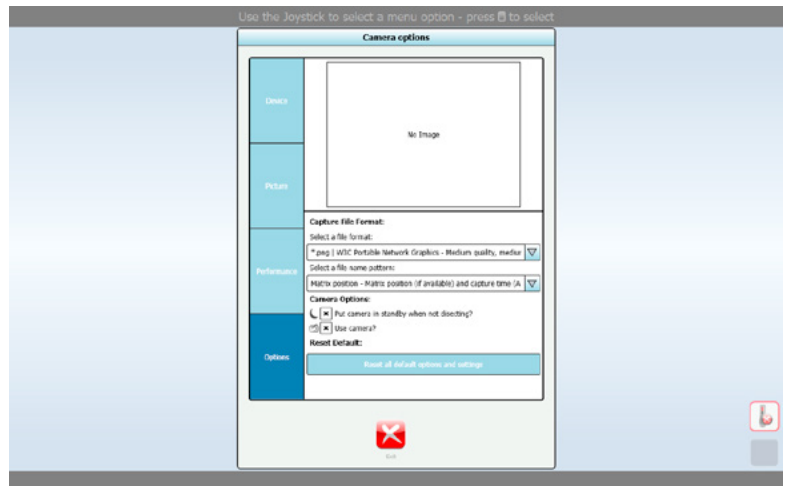 Use the Joystick to select a menu option - press to select
Camera options
Device
No Image
Picture
Capture File Format:
Select a file format:
*.png | WIC Portable Network Graphics - Medium quality, mediur
Performance
Select a file name pattern:
Matrix position - Matrix position (if available) and capture time (A
Camera Options:
Put camera in standby when not disecting?
Use camera?
Reset Default:
Options
Reset all default options and settings
Exit